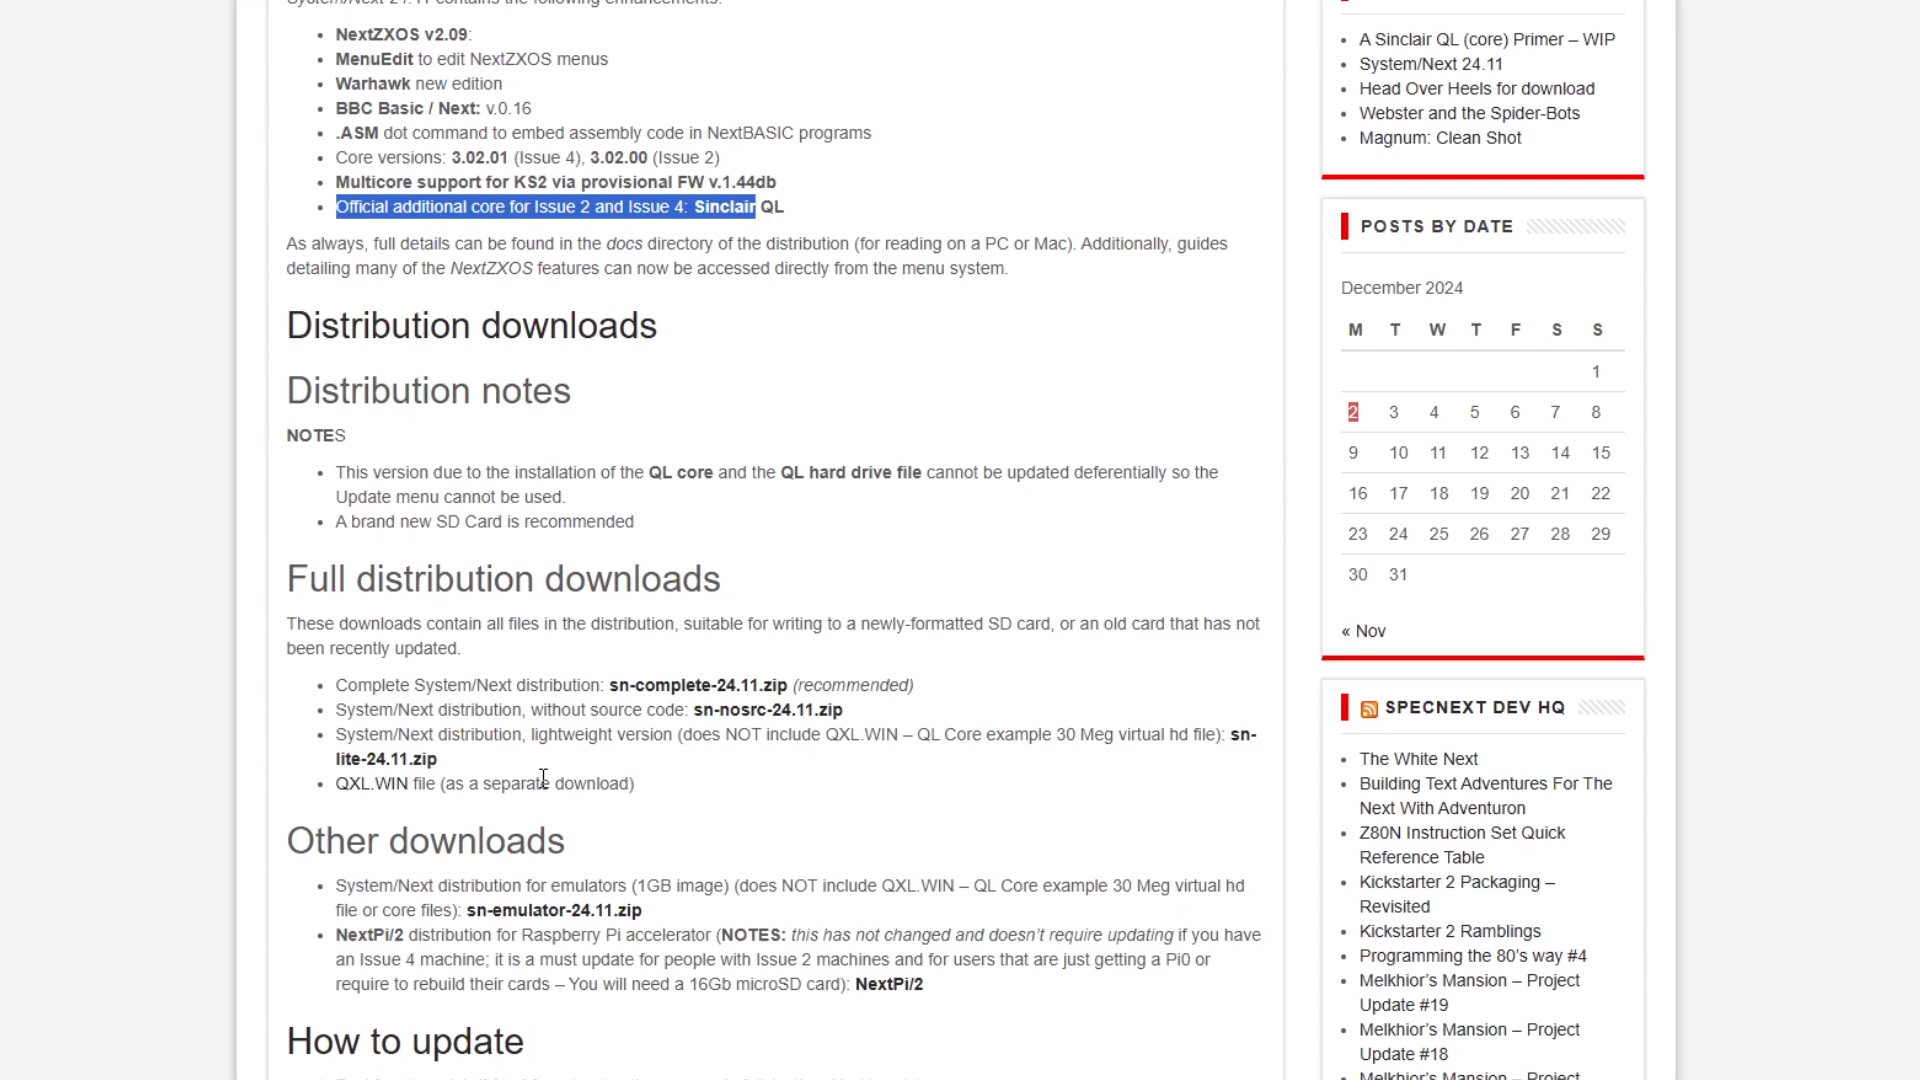 System/Next 24.11 contains the following enhancements:
NextZXOS v2.09:
MenuEdit to edit NextZXOS menus
Warhawk new edition
BBC Basic / Next: v.0.16
.ASM dot command to embed assembly code in NextBASIC programs
Core versions: 3.02.01 (Issue 4), 3.02.00 (Issue 2)
Multicore support for KS2 via provisional FW v.1.44db
Official additional core for Issue 2 and Issue 4: Sinclair QL
As always, full details can be found in the docs directory of the distribution (for reading on a PC or Mac). Additionally, guides
detailing many of the NextZXOS features can now be accessed directly from the menu system.
Distribution downloads
Distribution notes
NOTES
This version due to the installation of the QL core and the QL hard drive file cannot be updated deferentially so the
Update menu cannot be used.
A brand new SD Card is recommended
Full distribution downloads
These downloads contain all files in the distribution, suitable for writing to a newly-formatted SD card, or an old card that has not
been recently updated.
Complete System/Next distribution: sn-complete-24.11.zip (recommended)
System/Next distribution, without source code: sn-nosrc-24.11.zip
System/Next distribution, lightweight version (does NOT include QXL.WIN – QL Core example 30 Meg virtual hd file): sn-
lite-24.11.zip
QXL.WIN file (as a separate download)
Other downloads
System/Next distribution for emulators (1GB image) (does NOT include QXL.WIN – QL Core example 30 Meg virtual hd
file or core files): sn-emulator-24.11.zip
NextPi/2 distribution for Raspberry Pi accelerator (NOTES: this has not changed and doesn't require updating if you have
an Issue 4 machine; it is a must update for people with Issue 2 machines and for users that are just getting a Pi0 or
require to rebuild their cards – You will need a 16Gb microSD card): NextPi/2
How to update
A Sinclair QL (core) Primer – WIP
System/Next 24.11
Head Over Heels for download
Webster and the Spider-Bots
Magnum: Clean Shot
POSTS BY DATE
December 2024
M T W T F S S
1
2 3 4 5 6 7 8
9 10 11 12 13 14 15
16 17 18 19 20 21 22
23 24 25 26 27 28 29
30 31
« Nov
SPECNEXT DEV HQ
The White Next
Building Text Adventures For The
Next With Adventuron
Z80N Instruction Set Quick
Reference Table
Kickstarter 2 Packaging –
Revisited
Kickstarter 2 Ramblings
Programming the 80's way #4
Melkhior's Mansion – Project
Update #19
Melkhior's Mansion – Project
Update #18